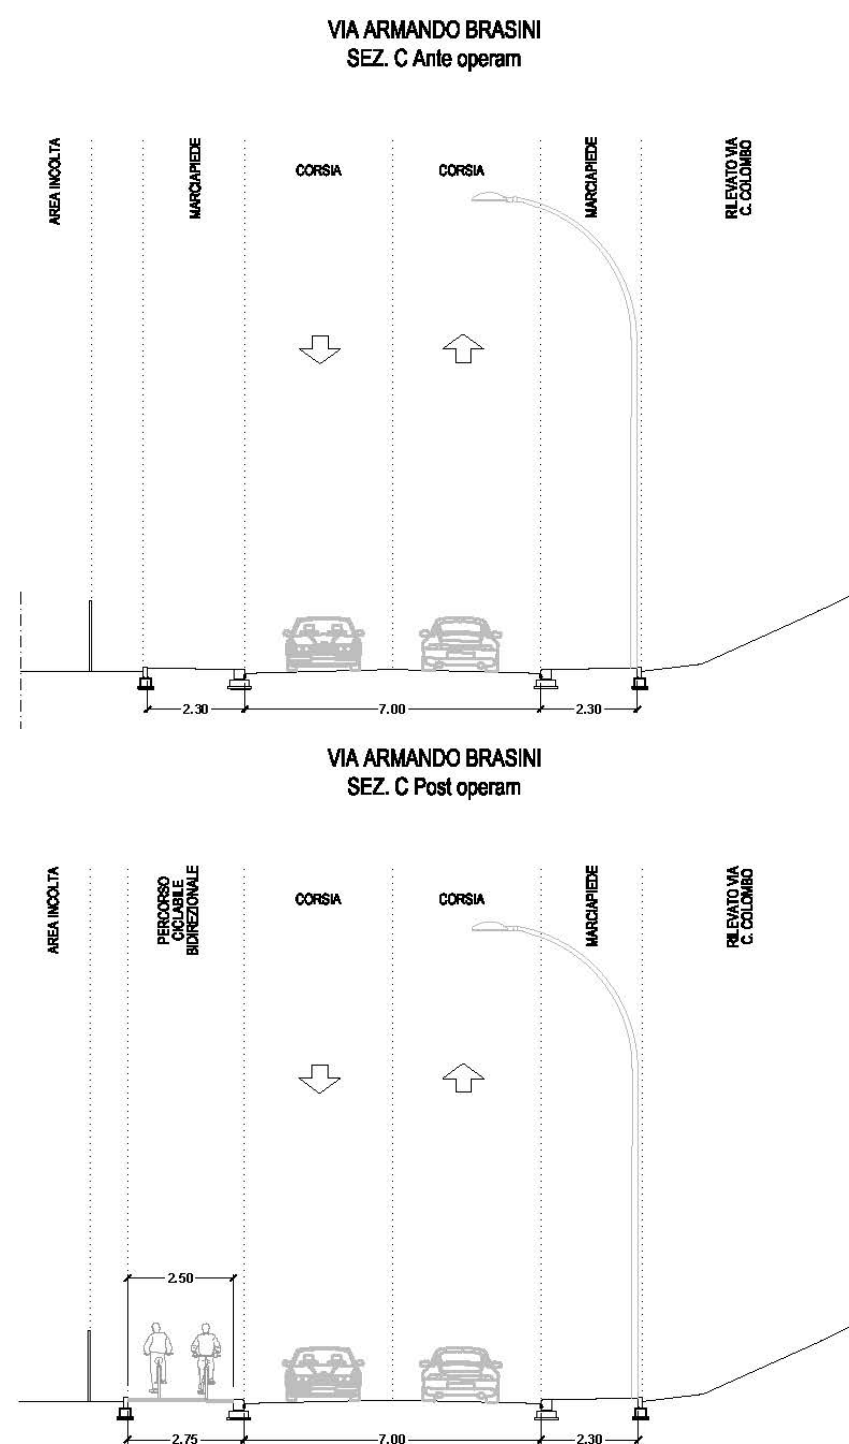 VIA ARMANDO BRASINI
SEZ. C Ante operam
AREA INCOLTA
MARCIAPIEDE
CORSIA
CORSIA
MARCIAPIEDE
RILEVATO VIA
C. COLOMBO
2.30
7.00
2.30
VIA ARMANDO BRASINI
SEZ. C Post operam
AREA INCOLTA
PERCORSO
CICLABILE
BIDIREZIONALE
CORSIA
CORSIA
MARCIAPIEDE
RILEVATO VIA
C. COLOMBO
2.50
2.75
7.00
2.30